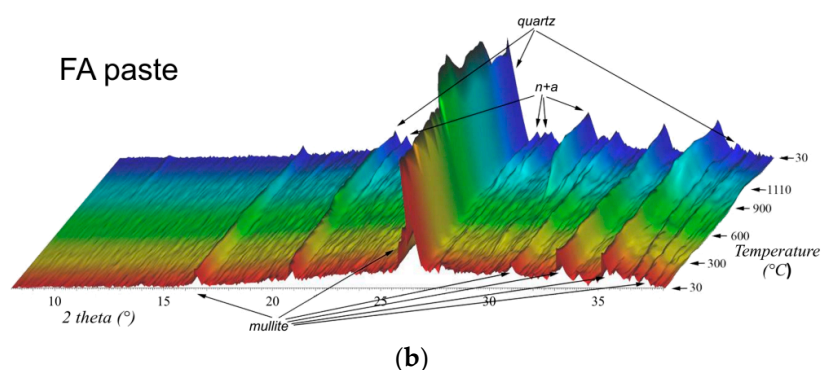 quartz
FA paste
n+a
30
1110
900
600
300
30
Temperature
(°C)
10
15
20
25
30
35
2 theta (°)
mullite
(b)